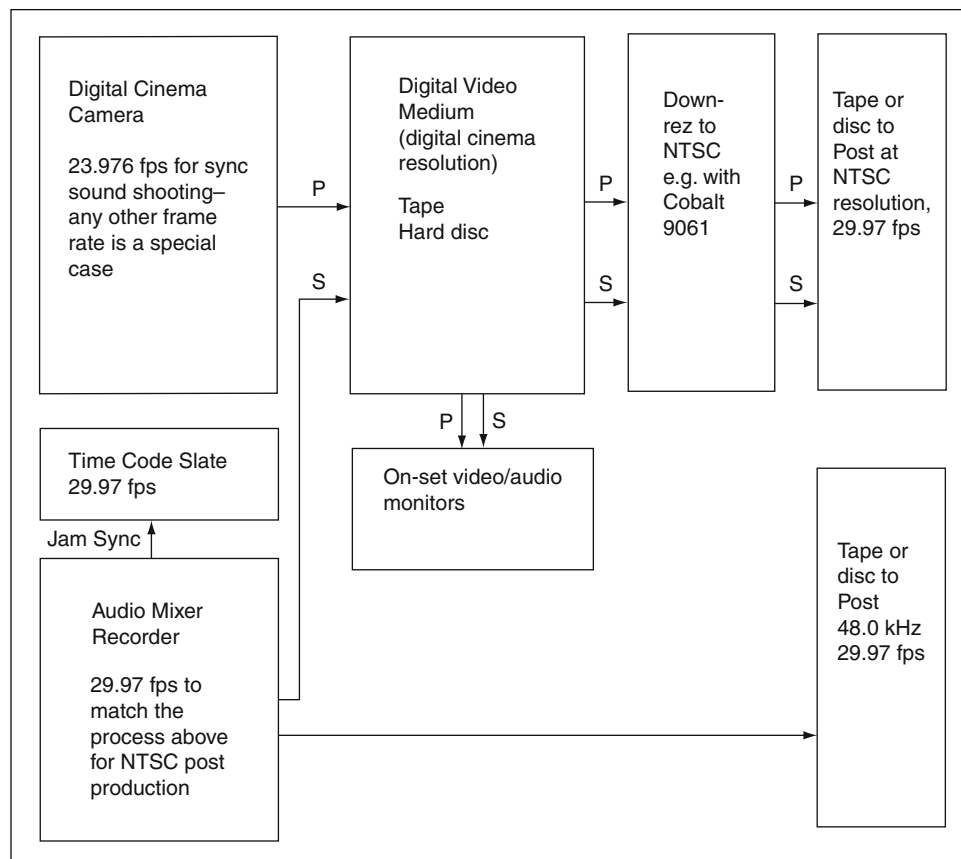 Digital Cinema
Camera
23.976 fps for sync
sound shooting–
any other frame
rate is a special
case
P
S
Digital Video
Medium
(digital cinema
resolution)
Tape
Hard disc
P
S
Down-
rez to
NTSC
e.g. with
Cobalt
9061
P
S
Tape or
disc to
Post at
NTSC
resolution,
29.97 fps
P
S
On-set video/audio
monitors
Time Code Slate
29.97 fps
Jam Sync
Audio Mixer
Recorder
29.97 fps to
match the
process above
for NTSC post
production
Tape or
disc to
Post
48.0 kHz
29.97 fps